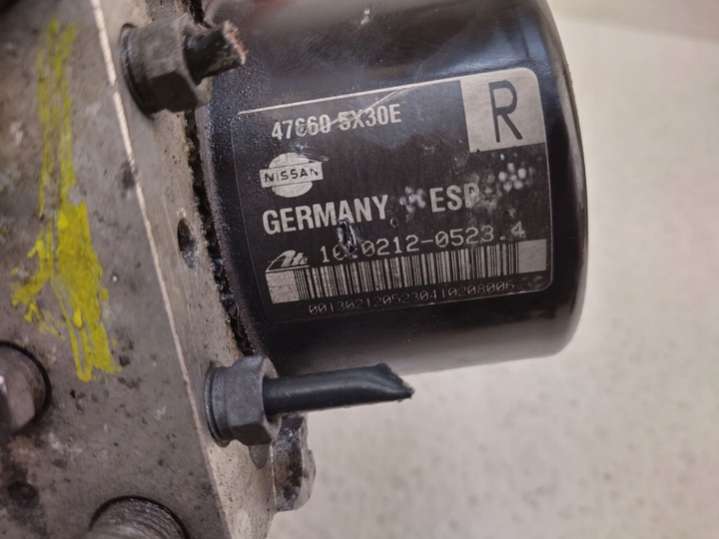 47660 5X30E
R
NISSAN
GERMANY ESP
10.0212-0523.4